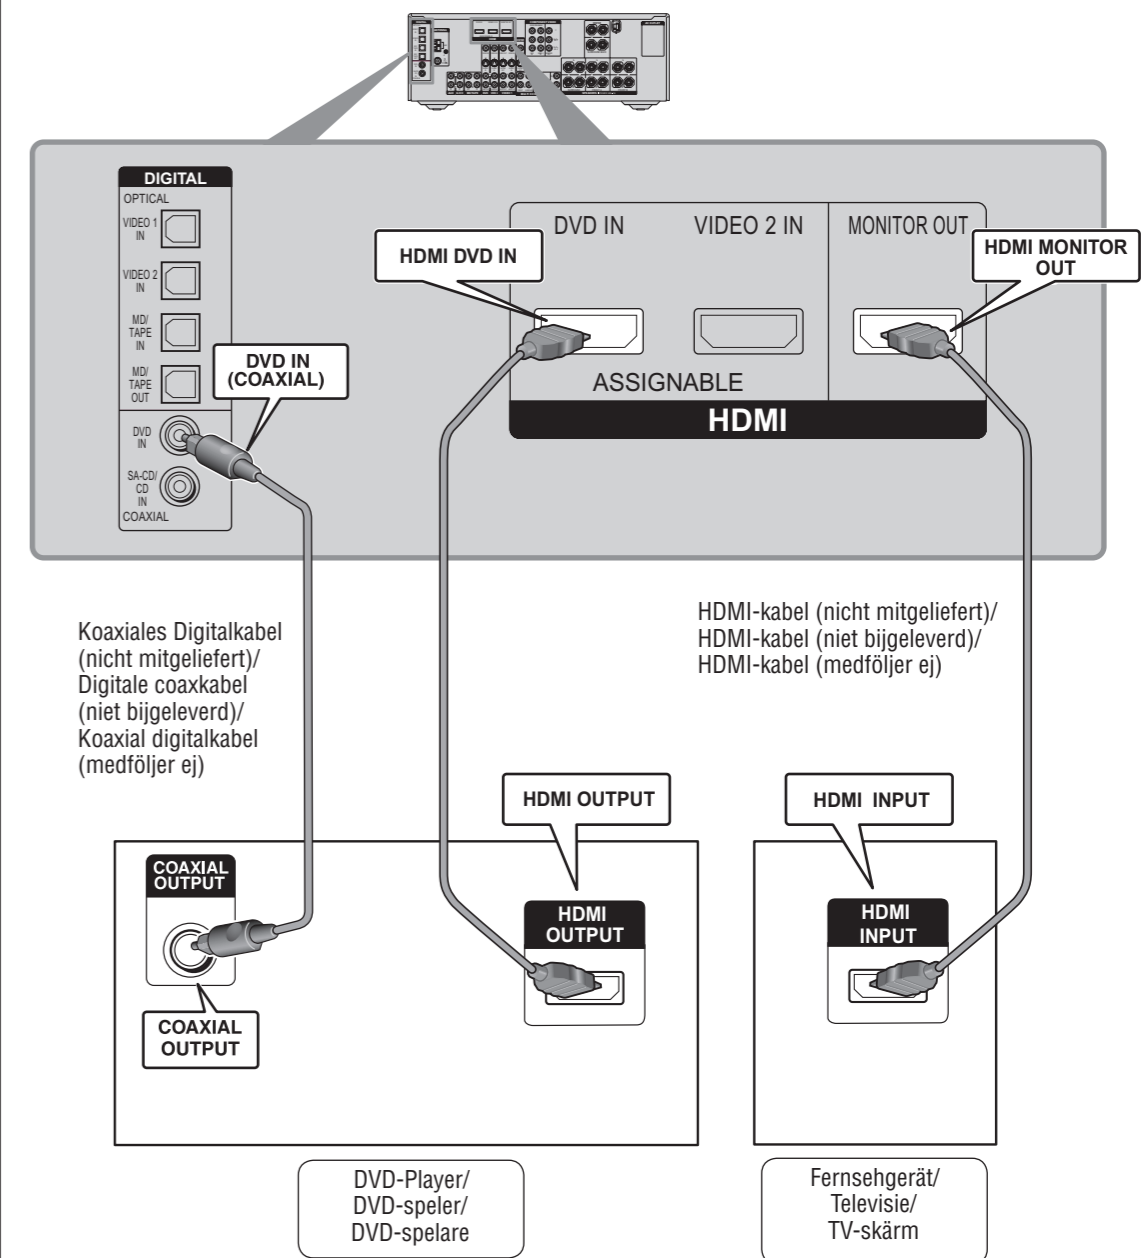 DIGITAL
OPTICAL
VIDEO 1
IN
VIDEO 2
IN
MD/
TAPE
IN
MD/
TAPE
OUT
DVD
IN
SA-CD/
CD
IN
COAXIAL
DVD IN
(COAXIAL)
HDMI DVD IN
DVD IN
VIDEO 2 IN
MONITOR OUT
HDMI MONITOR
OUT
ASSIGNABLE
HDMI
Koaxiales Digitalkabel
(nicht mitgeliefert)/
Digitale coaxkabel
(niet bijgeleverd)/
Koaxial digitalkabel
(medföljer ej)
HDMI-kabel (nicht mitgeliefert)/
HDMI-kabel (niet bijgeleverd)/
HDMI-kabel (medföljer ej)
HDMI OUTPUT
HDMI INPUT
COAXIAL
OUTPUT
HDMI
OUTPUT
HDMI
INPUT
COAXIAL
OUTPUT
DVD-Player/
DVD-speler/
DVD-spelare
Fernsehgerät/
Televisie/
TV-skärm